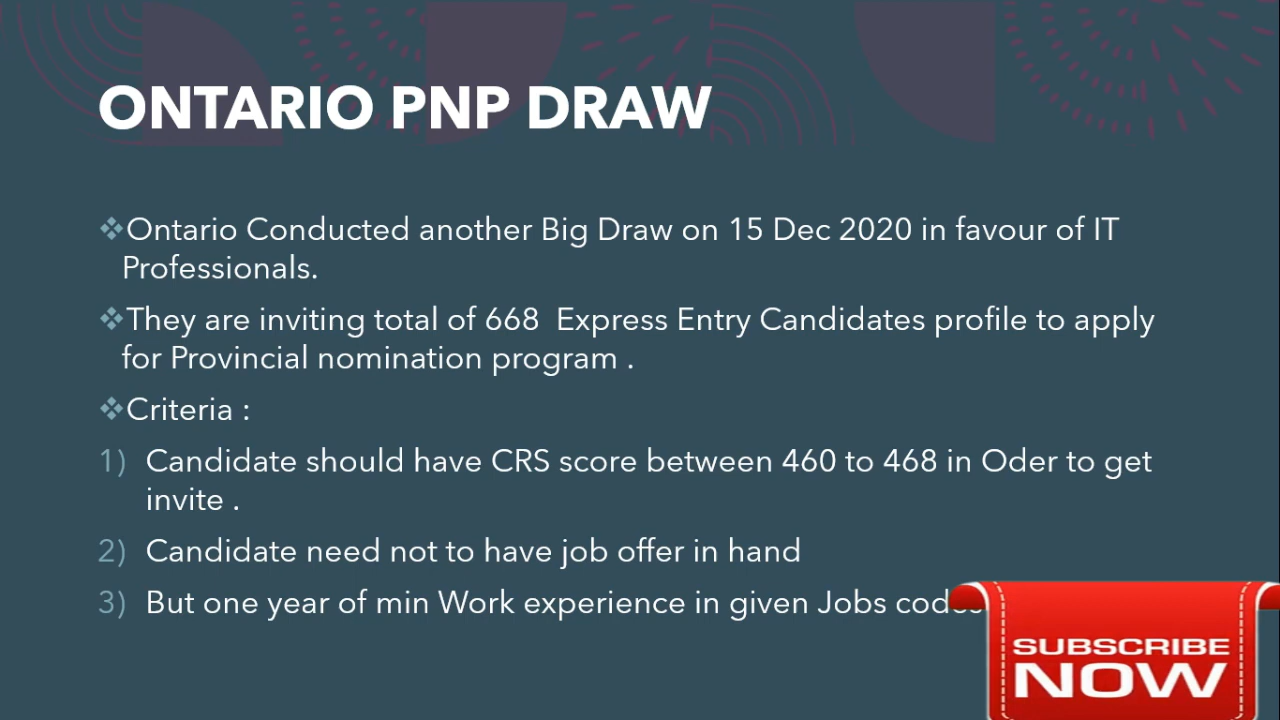 ONTARIO PNP DRAW
❖Ontario Conducted another Big Draw on 15 Dec 2020 in favour of IT
Professionals.
❖They are inviting total of 668  Express Entry Candidates profile to apply
for Provincial nomination program .
❖Criteria :
1) Candidate should have CRS score between 460 to 468 in Oder to get
invite .
2) Candidate need not to have job offer in hand
3) But one year of min Work experience in given Jobs codes
SUBSCRIBE
NOW